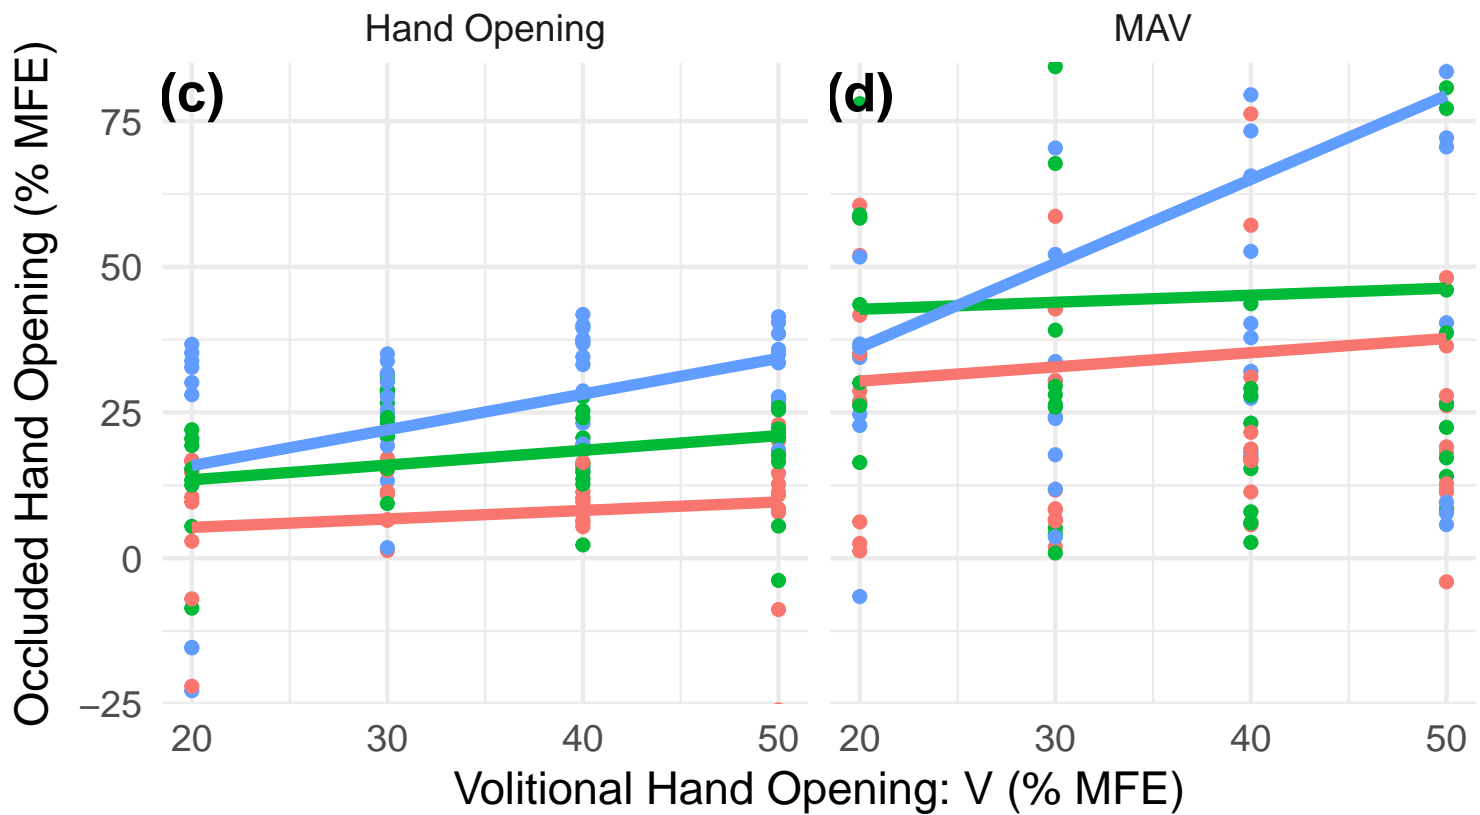 Hand Opening
MAV
(c)
(d)
Occluded Hand Opening (% MFE)
75
50
25
0
−25
20 30 40 50
20 30 40 50
Volitional Hand Opening: V (% MFE)